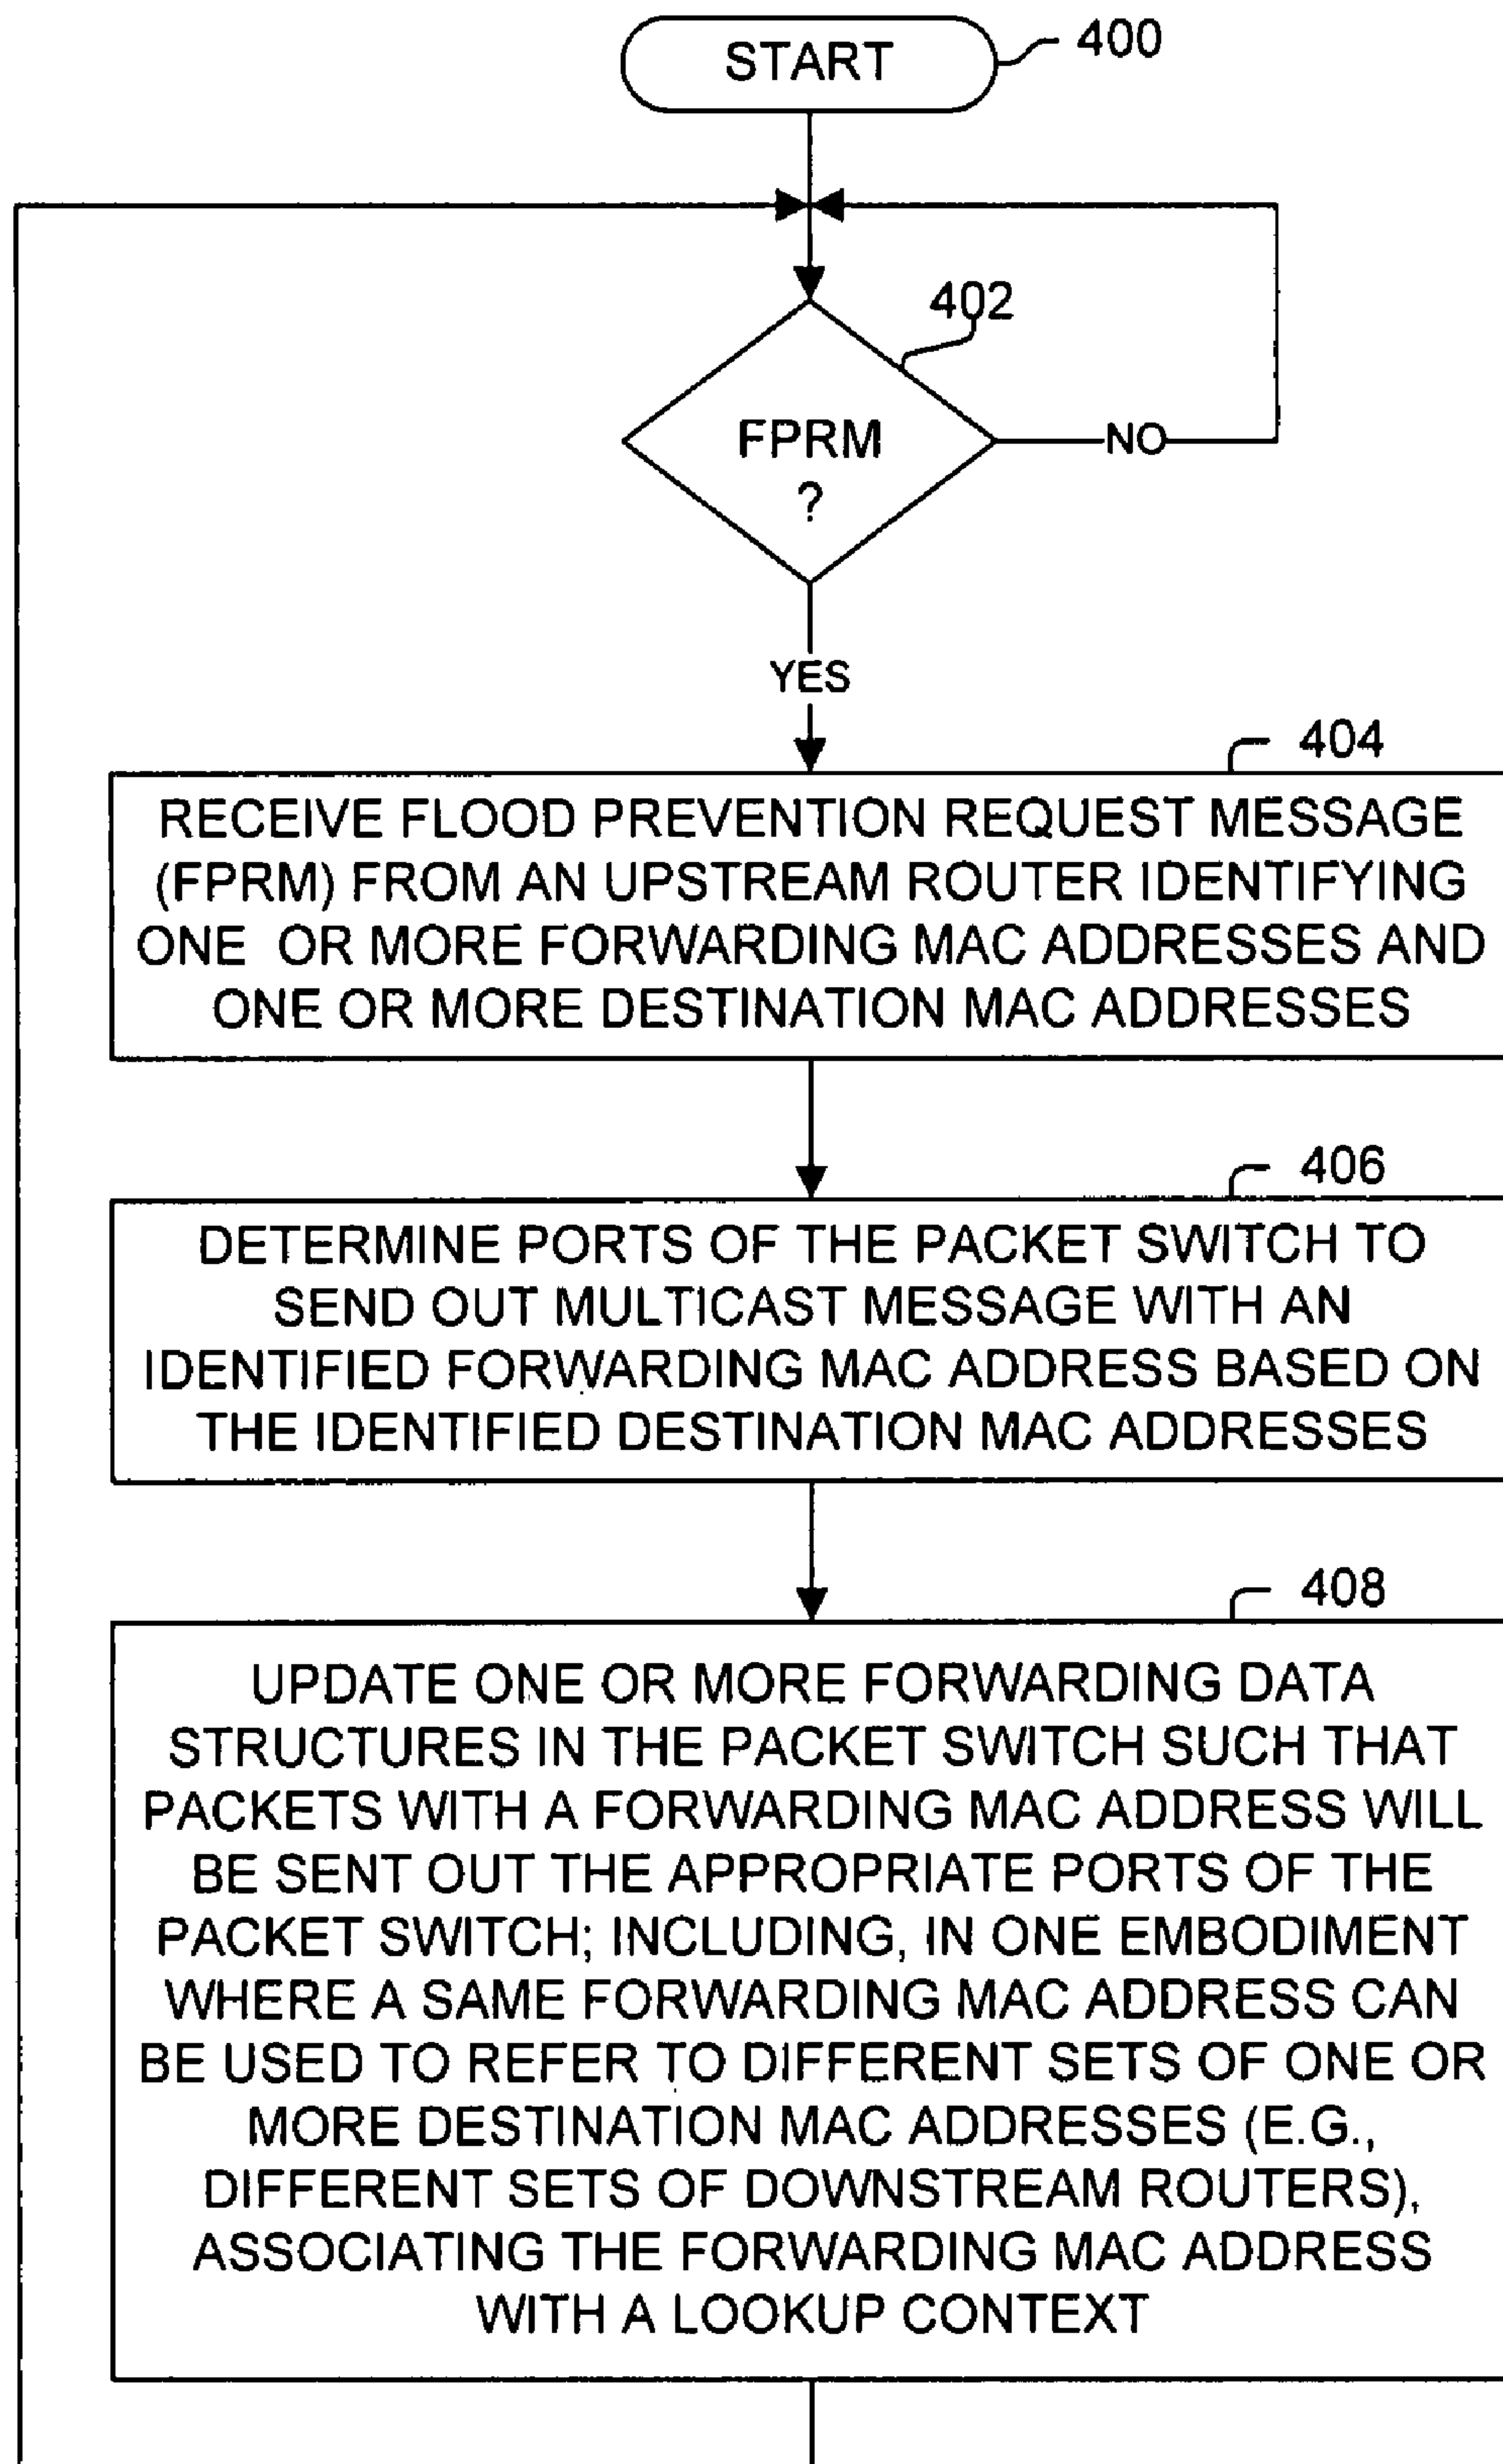 START
400
402
FPRM
?
NO
YES
404
RECEIVE FLOOD PREVENTION REQUEST MESSAGE
(FPRM) FROM AN UPSTREAM ROUTER IDENTIFYING
ONE OR MORE FORWARDING MAC ADDRESSES AND
ONE OR MORE DESTINATION MAC ADDRESSES
406
DETERMINE PORTS OF THE PACKET SWITCH TO
SEND OUT MULTICAST MESSAGE WITH AN
IDENTIFIED FORWARDING MAC ADDRESS BASED ON
THE IDENTIFIED DESTINATION MAC ADDRESSES
408
UPDATE ONE OR MORE FORWARDING DATA
STRUCTURES IN THE PACKET SWITCH SUCH THAT
PACKETS WITH A FORWARDING MAC ADDRESS WILL
BE SENT OUT THE APPROPRIATE PORTS OF THE
PACKET SWITCH; INCLUDING, IN ONE EMBODIMENT
WHERE A SAME FORWARDING MAC ADDRESS CAN
BE USED TO REFER TO DIFFERENT SETS OF ONE OR
MORE DESTINATION MAC ADDRESSES (E.G.,
DIFFERENT SETS OF DOWNSTREAM ROUTERS),
ASSOCIATING THE FORWARDING MAC ADDRESS
WITH A LOOKUP CONTEXT